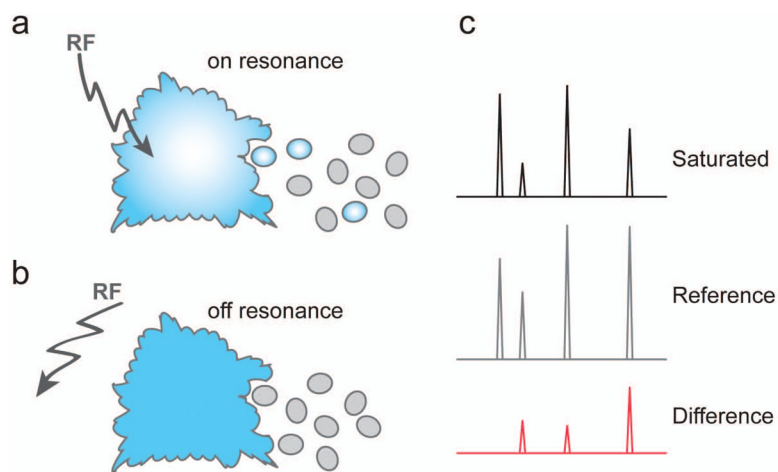 a
RF
on resonance
b
RF
off resonance
c
Saturated
Reference
Difference